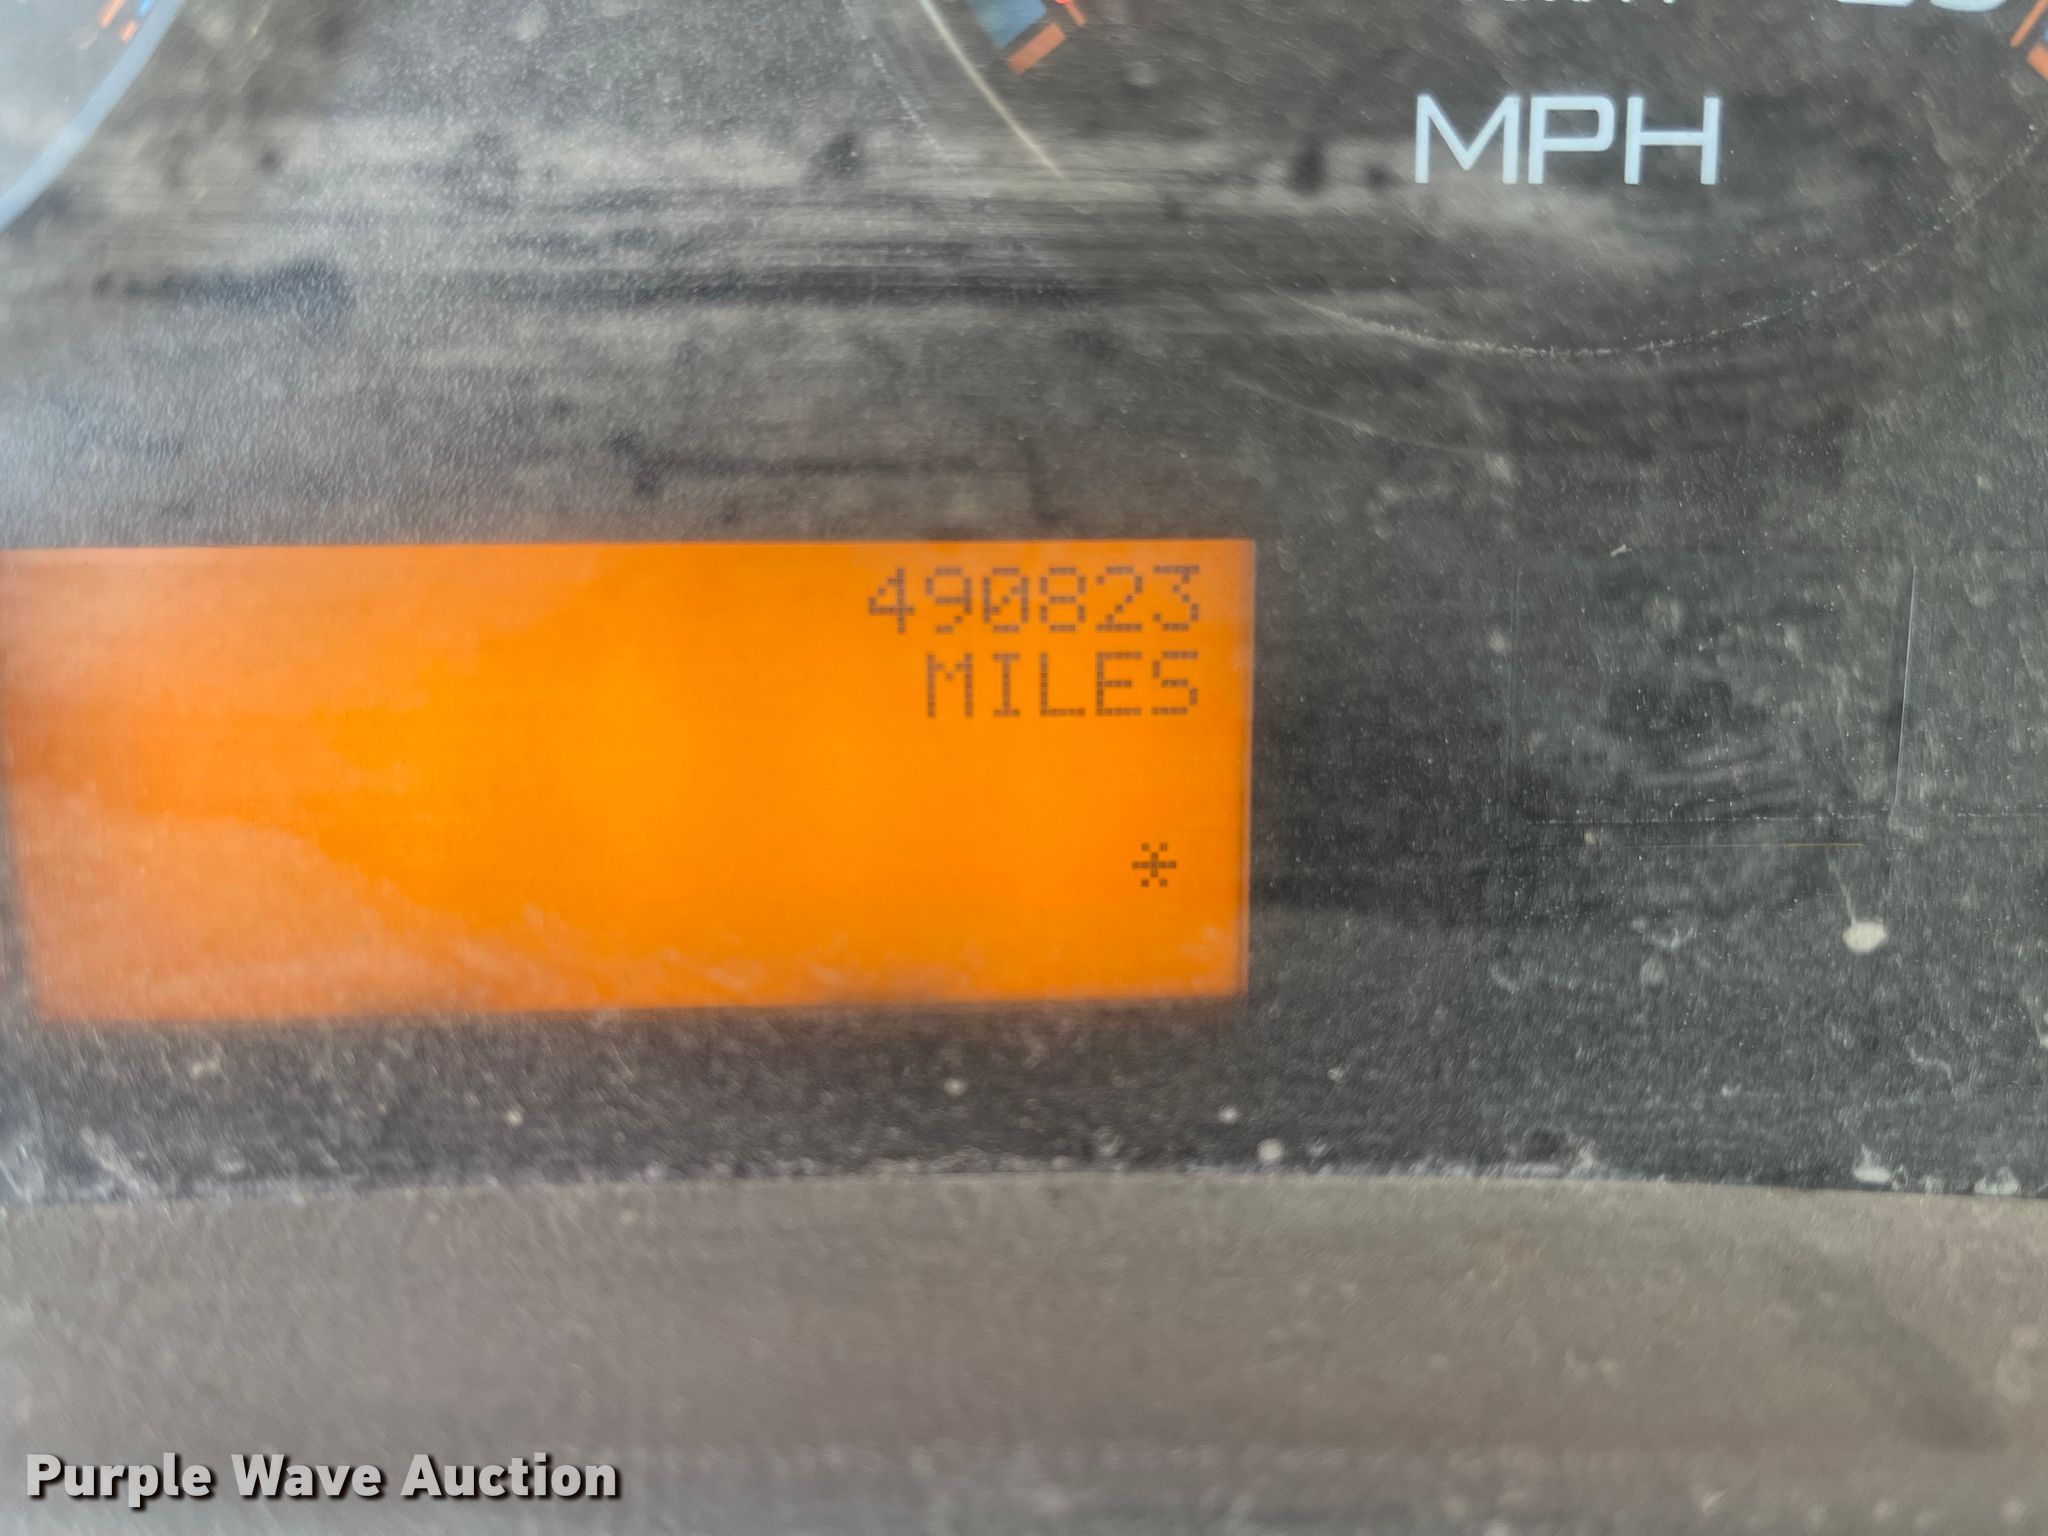 MPH
490823
MILES
*
Purple Wave Auction